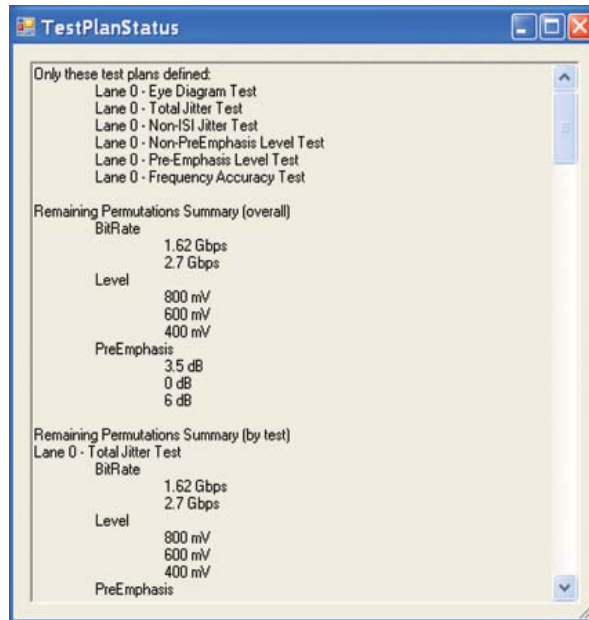 TestPlanStatus
Only these test plans defined:
Lane 0 - Eye Diagram Test
Lane 0 - Total Jitter Test
Lane 0 - Non-ISI Jitter Test
Lane 0 - Non-PreEmphasis Level Test
Lane 0 - Pre-Emphasis Level Test
Lane 0 - Frequency Accuracy Test
Remaining Permutations Summary (overall)
BitRate
1.62 Gbps
2.7 Gbps
Level
800 mV
600 mV
400 mV
PreEmphasis
3.5 dB
0 dB
6 dB
Remaining Permutations Summary (by test)
Lane 0 - Total Jitter Test
BitRate
1.62 Gbps
2.7 Gbps
Level
800 mV
600 mV
400 mV
PreEmphasis